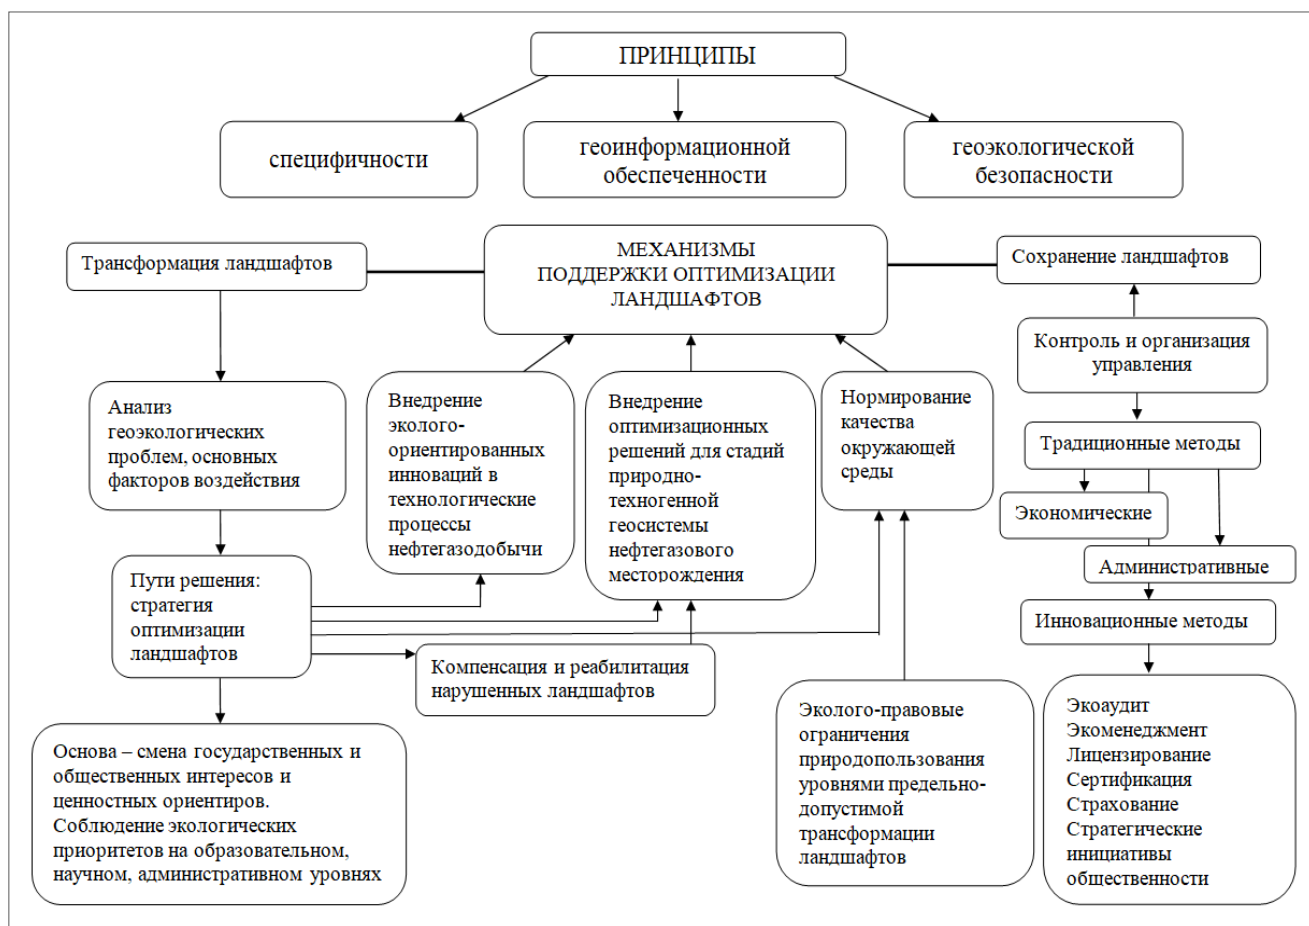 ПРИНЦИПЫ
специфичности
геоинформационной
обеспеченности
геоэкологической
безопасности
Трансформация ландшафтов
МЕХАНИЗМЫ
ПОДДЕРЖКИ ОПТИМИЗАЦИИ
ЛАНДШАФТОВ
Сохранение ландшафтов
Контроль и организация
управления
Анализ
геоэкологических
проблем, основных
факторов воздействия
Внедрение
эколого-
ориентированных
инноваций в
технологические
процессы
нефтегазодобычи
Внедрение
оптимизационных
решений для стадий
природно-
техногенной
геосистемы
нефтегазового
месторождения
Нормирование
качества
окружающей
среды
Традиционные методы
Экономические
Административные
Пути решения:
стратегия
оптимизации
ландшафтов
Инновационные методы
Компенсация и реабилитация
нарушенных ландшафтов
Основа – смена государственных и
общественных интересов и
ценностных ориентиров.
Соблюдение экологических
приоритетов на образовательном,
научном, административном уровнях
Эколого-правовые
ограничения
природопользования
уровнями предельно-
допустимой
трансформации
ландшафтов
Экоаудит
Экоменеджмент
Лицензирование
Сертификация
Страхование
Стратегические
инициативы
общественности